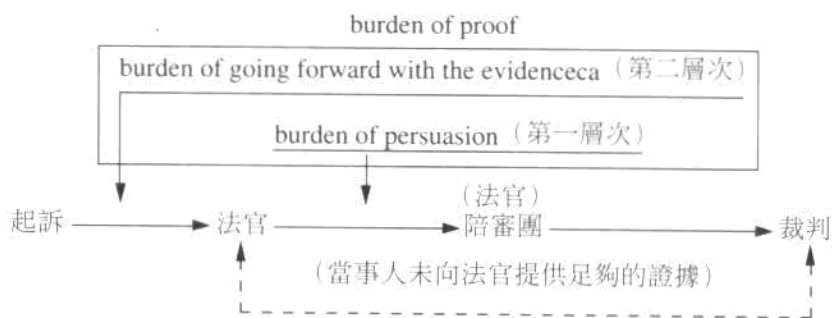 burden of proof
burden of going forward with the evidenceca（第二層次）
burden of persuasion（第一層次）
（法官）
起訴 法官 陪審團 裁判
（當事人未向法官提供足夠的證據）